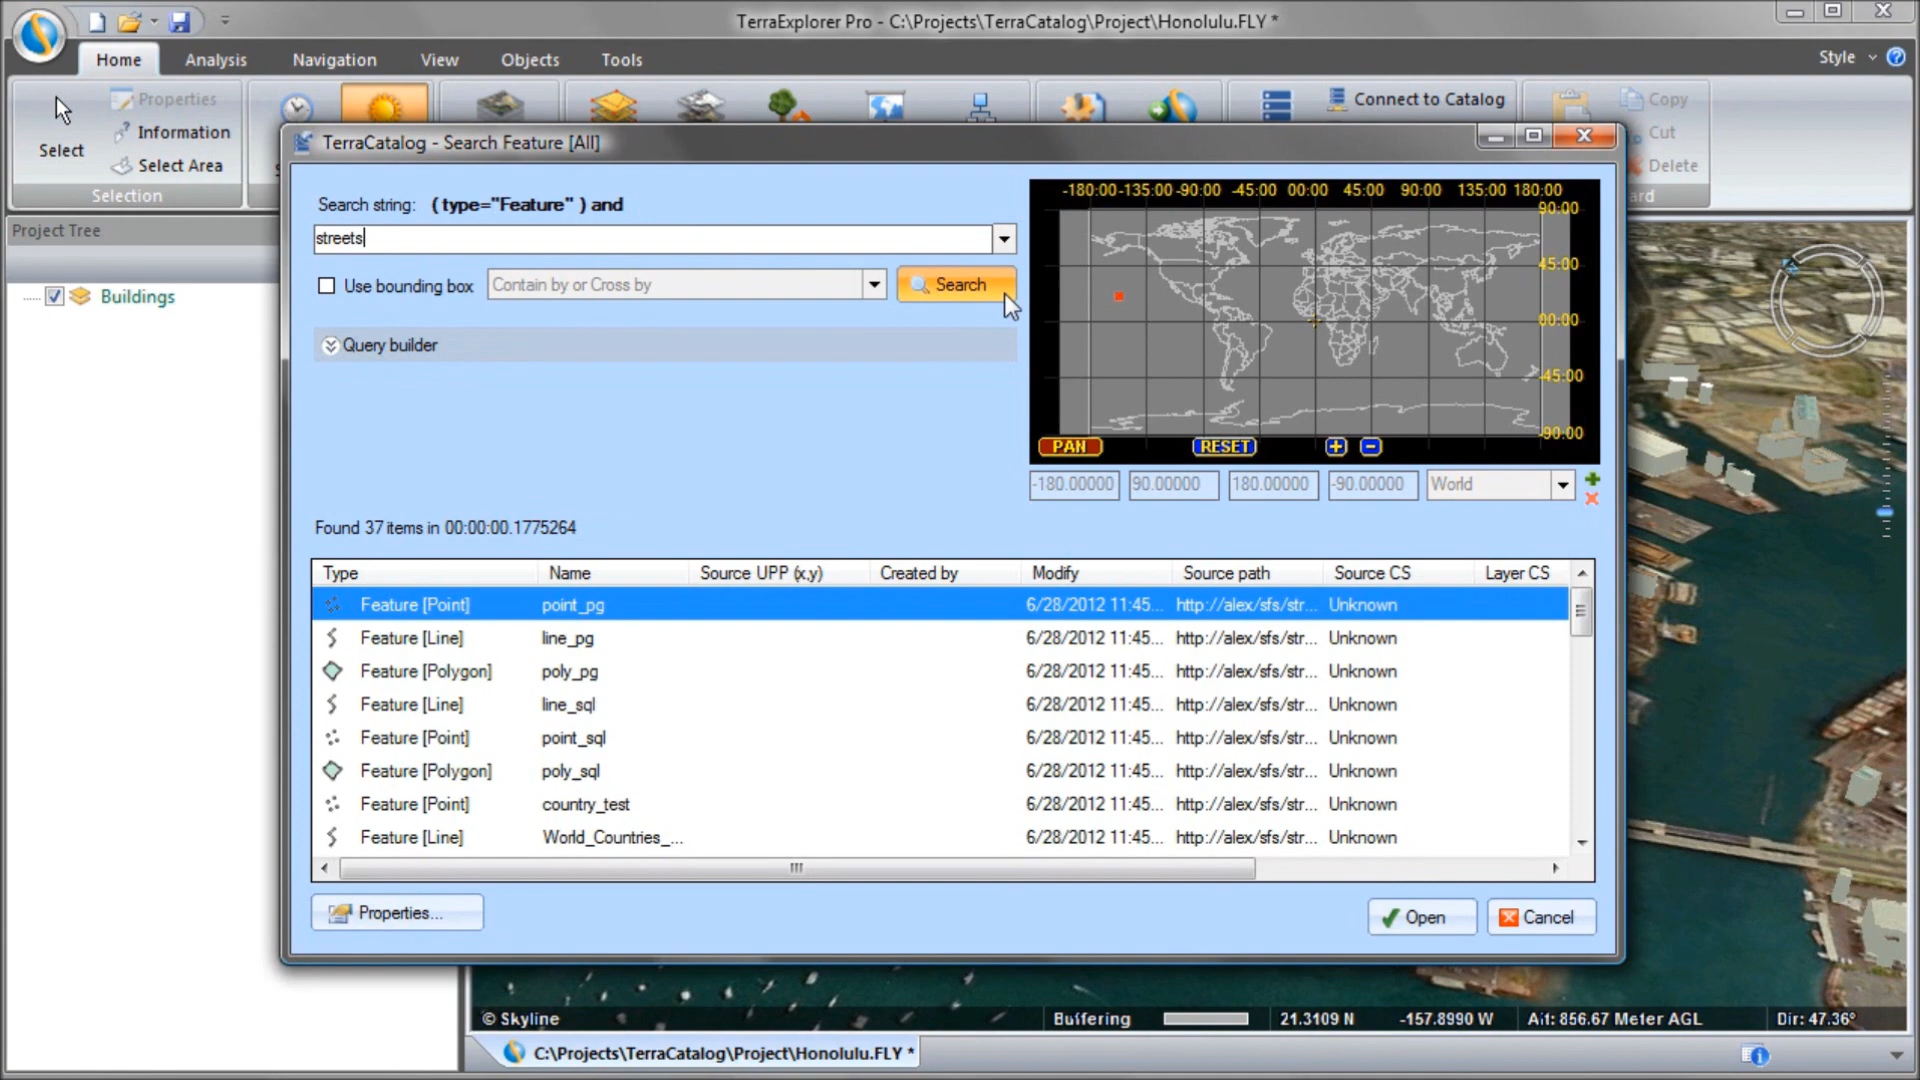 TerraExplorer Pro - C:\Projects\TerraCatalog\Project\Honolulu.FLY *
Home Analysis Navigation View Objects Tools Style
Select
Properties
Information
Select Area
Selection
Connect to Catalog
Copy
Cut
Delete
Project Tree
Buildings
TerraCatalog - Search Feature [All]
Search string: ( type="Feature" ) and
streets
Use bounding box Contain by or Cross by Search
Query builder
-180:00 -135:00 -90:00 -45:00 00:00 45:00 90:00 135:00 180:00
90:00
45:00
00:00
-45:00
-90:00
PAN RESET + -
-180.00000 90.00000 180.00000 -90.00000 World
Found 37 items in 00:00:00.1775264
Type Name Source UPP (x,y) Created by Modify Source path Source CS Layer CS
Feature [Point] point_pg 6/28/2012 11:45... http://alex/sfs/str... Unknown
Feature [Line] line_pg 6/28/2012 11:45... http://alex/sfs/str... Unknown
Feature [Polygon] poly_pg 6/28/2012 11:45... http://alex/sfs/str... Unknown
Feature [Line] line_sql 6/28/2012 11:45... http://alex/sfs/str... Unknown
Feature [Point] point_sql 6/28/2012 11:45... http://alex/sfs/str... Unknown
Feature [Polygon] poly_sql 6/28/2012 11:45... http://alex/sfs/str... Unknown
Feature [Point] country_test 6/28/2012 11:45... http://alex/sfs/str... Unknown
Feature [Line] World_Countries_... 6/28/2012 11:45... http://alex/sfs/str... Unknown
Properties...
Open Cancel
© Skyline Buffering 21.3109 N -157.8990 W Alt: 856.67 Meter AGL Dir: 47.36°
C:\Projects\TerraCatalog\Project\Honolulu.FLY *